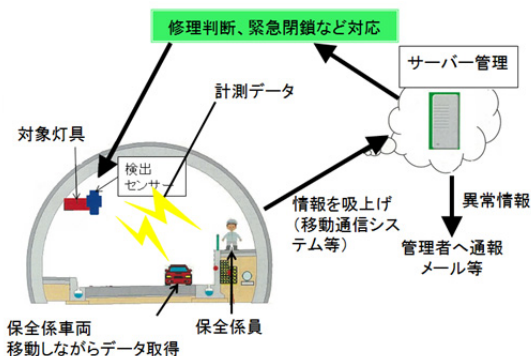 修理判断、緊急閉鎖など対応
サーバー管理
計測データ
対象灯具
検出
センサー
情報を吸上げ
(移動通信シス
テム等)
異常情報
管理者へ通報
メール等
保全係車両
移動しながらデータ取得
保全係員